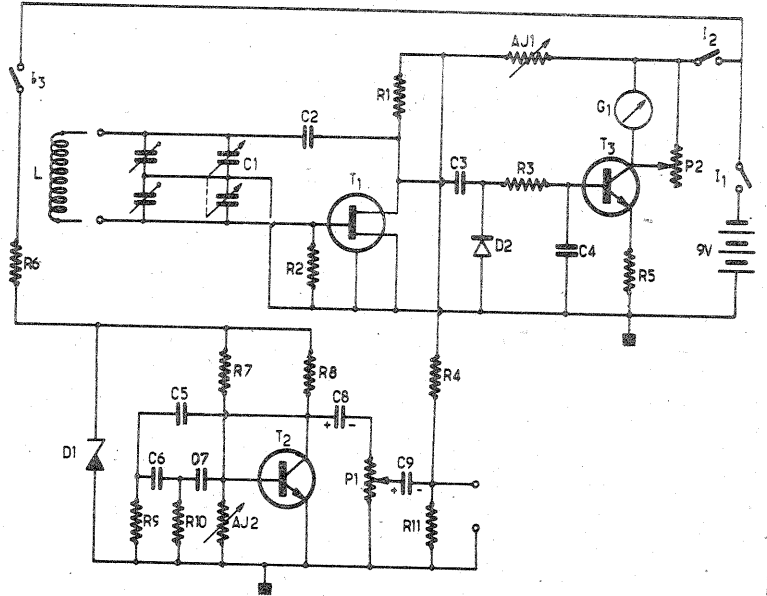 AJ1
I2
I3
R1
G1
C2
T3
P2
C1
T1
C3
R3
I1
L
R2
D2
C4
9V
R6
R5
R7
R8
R4
C5
C8
+ -
T2
D1
C6
C7
P1
C9
+ -
R9
R10
AJ2
R11